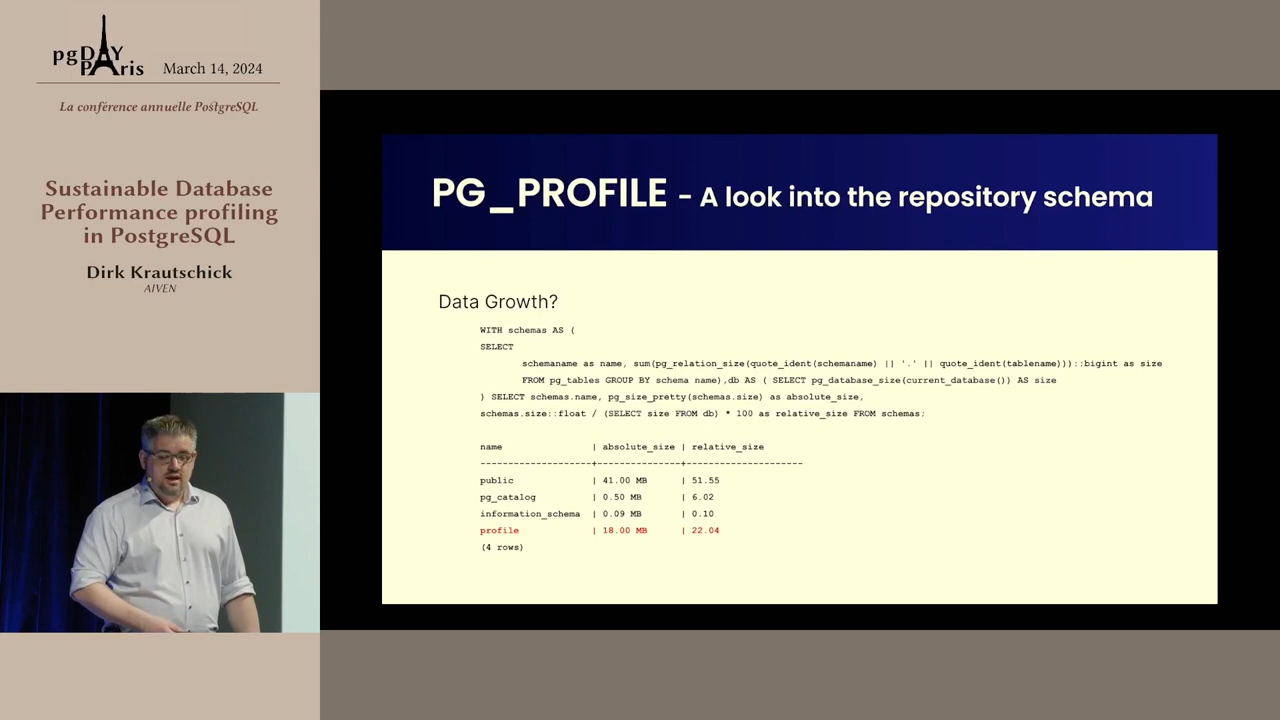 pgDAY PAris
March 14, 2024
La conférence annuelle PostgreSQL
Sustainable Database
Performance profiling
in PostgreSQL
Dirk Krautschick
AIVEN
PG_PROFILE - A look into the repository schema
Data Growth?
WITH schemas AS (
SELECT
schemaname as name, sum(pg_relation_size(quote_ident(schemaname) || '.' || quote_ident(tablename)))::bigint as size
FROM pg_tables GROUP BY schema name),db AS ( SELECT pg_database_size(current_database()) AS size
) SELECT schemas.name, pg_size_pretty(schemas.size) as absolute_size,
schemas.size::float / (SELECT size FROM db) * 100 as relative_size FROM schemas;
name | absolute_size | relative_size
--------------------+---------------+---------------------
public | 41.00 MB | 51.55
pg_catalog | 0.50 MB | 6.02
information_schema | 0.09 MB | 0.10
profile | 18.00 MB | 22.04
(4 rows)